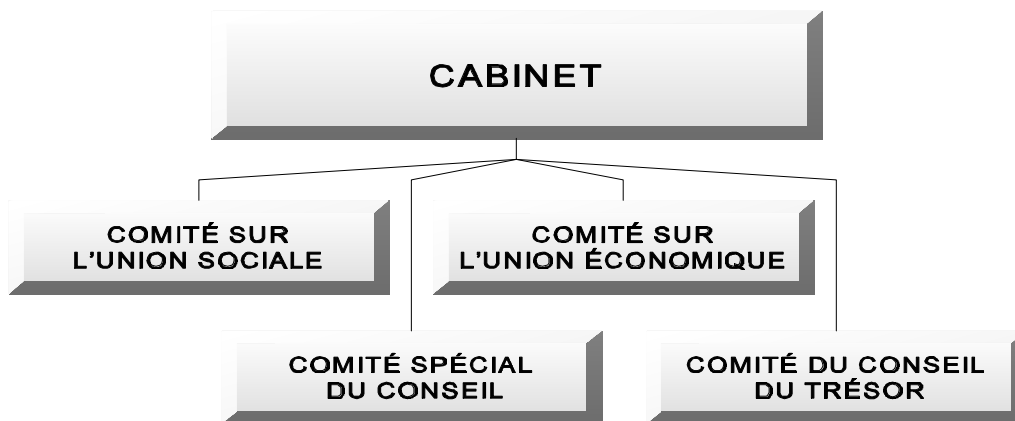 CABINET
COMITÉ SUR
L’UNION SOCIALE
COMITÉ SUR
L’UNION ÉCONOMIQUE
COMITÉ SPÉCIAL
DU CONSEIL
COMITÉ DU CONSEIL
DU TRÉSOR